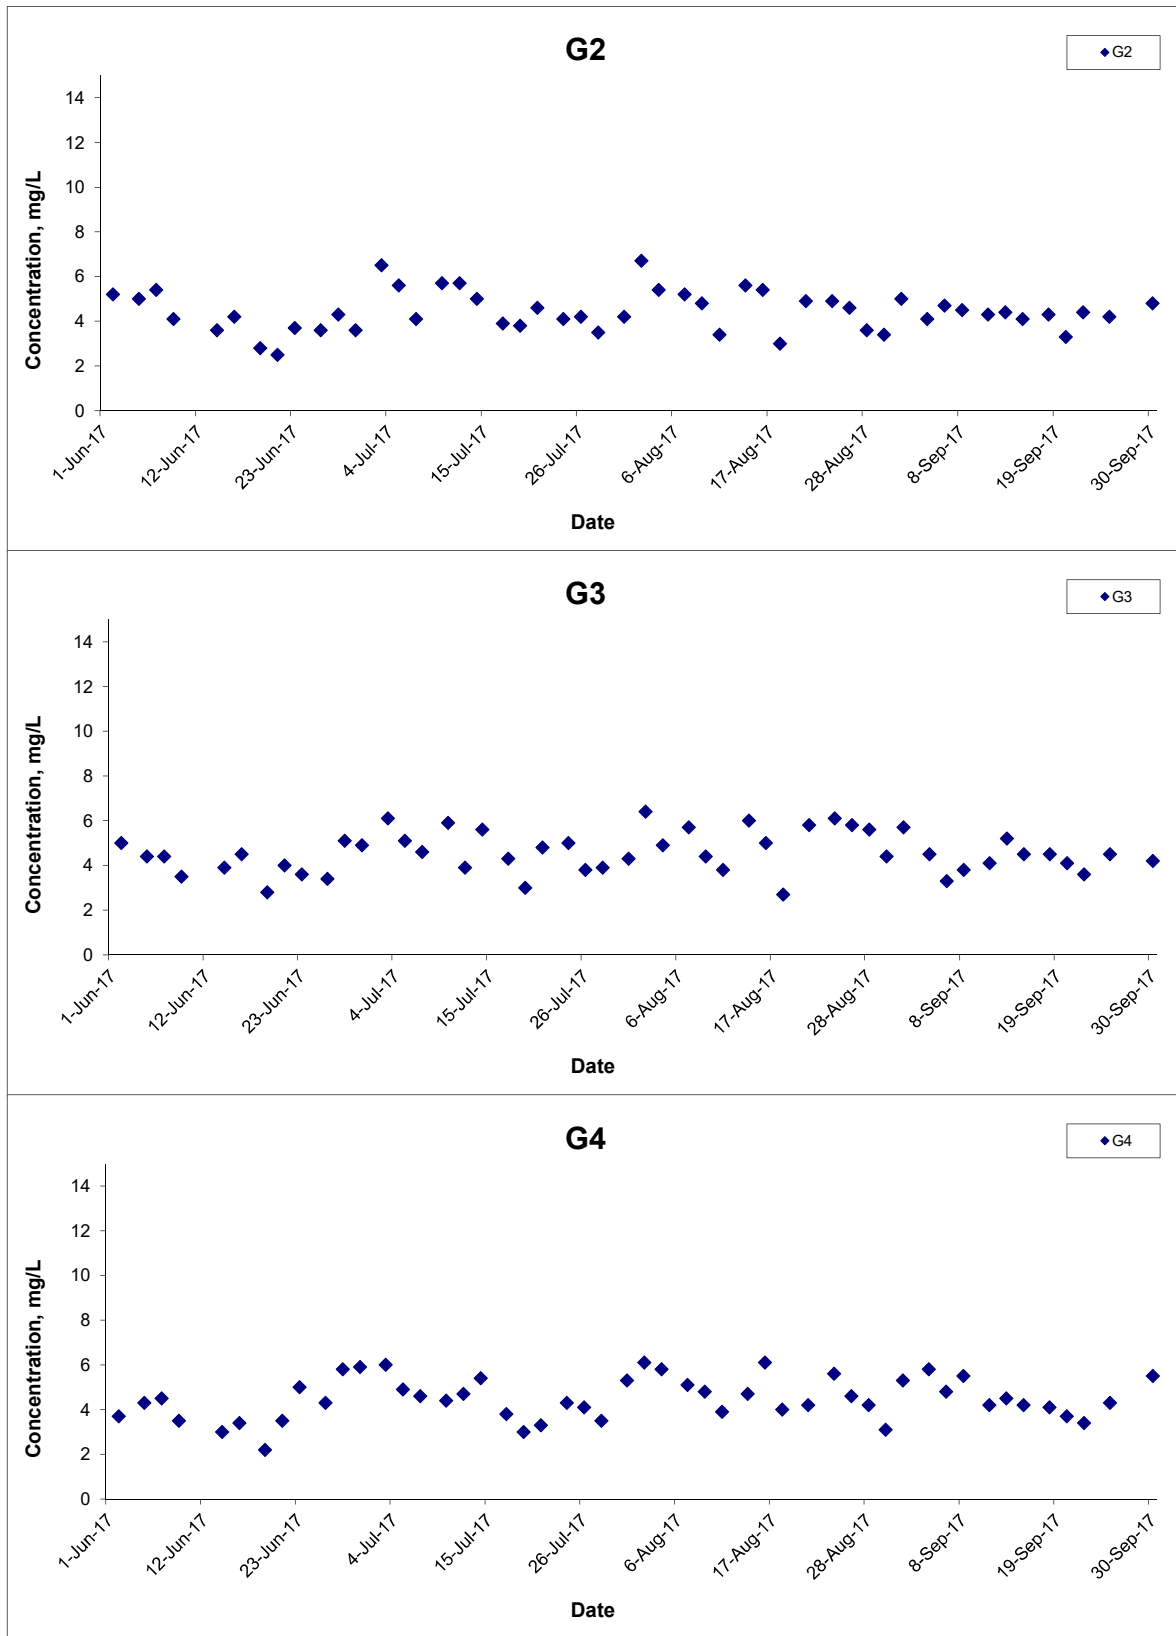 G2
G2
14
12
10
8
6
4
2
0
Concentration, mg/L
1-Jun-17
12-Jun-17
23-Jun-17
4-Jul-17
15-Jul-17
26-Jul-17
6-Aug-17
17-Aug-17
28-Aug-17
8-Sep-17
19-Sep-17
30-Sep-17
Date
G3
G3
14
12
10
8
6
4
2
0
Concentration, mg/L
1-Jun-17
12-Jun-17
23-Jun-17
4-Jul-17
15-Jul-17
26-Jul-17
6-Aug-17
17-Aug-17
28-Aug-17
8-Sep-17
19-Sep-17
30-Sep-17
Date
G4
G4
14
12
10
8
6
4
2
0
Concentration, mg/L
1-Jun-17
12-Jun-17
23-Jun-17
4-Jul-17
15-Jul-17
26-Jul-17
6-Aug-17
17-Aug-17
28-Aug-17
8-Sep-17
19-Sep-17
30-Sep-17
Date